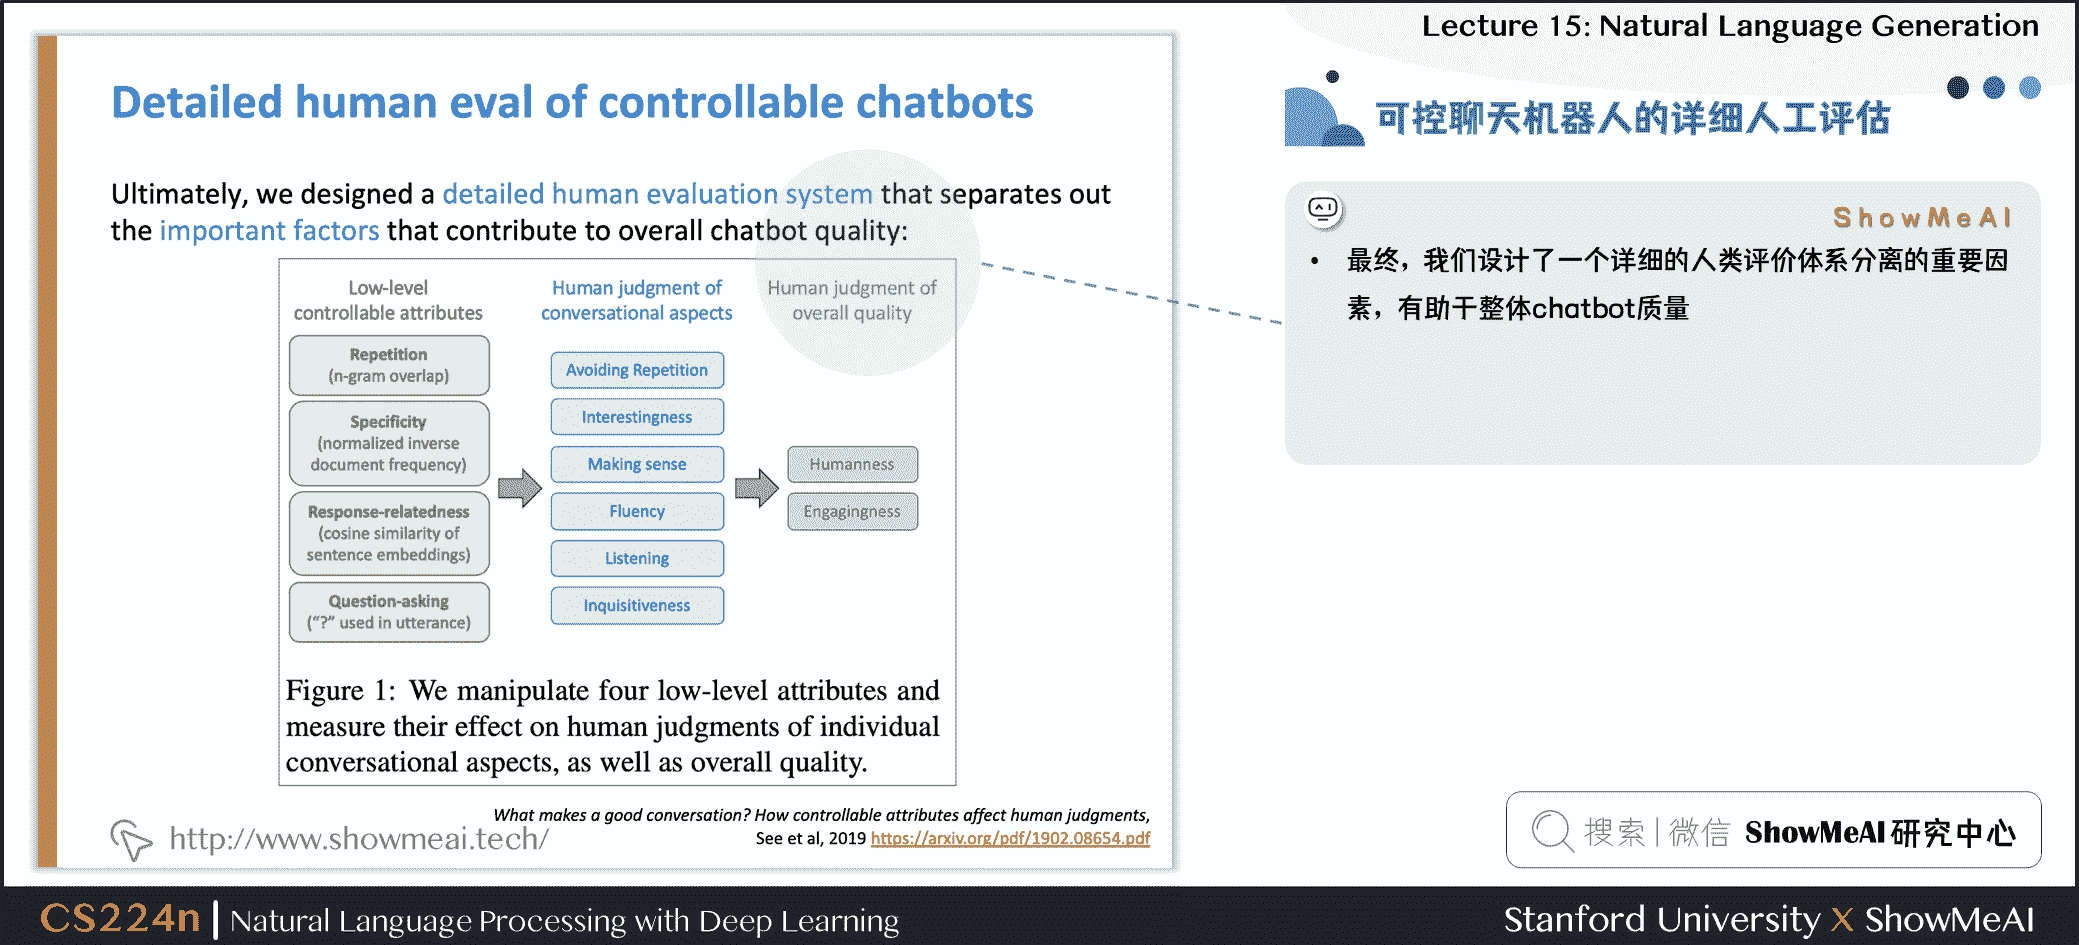 Lecture 15: Natural Language Generation
Detailed human eval of controllable chatbots
Ultimately, we designed a detailed human evaluation system that separates out
the important factors that contribute to overall chatbot quality:
Low-level
controllable attributes
Repetition
(n-gram overlap)
Specificity
(normalized inverse
document frequency)
Response-relatedness
(cosine similarity of
sentence embeddings)
Question-asking
("?" used in utterance)
Human judgment of
conversational aspects
Avoiding Repetition
Interestingness
Making sense
Fluency
Listening
Inquisitiveness
Human judgment of
overall quality
Humanness
Engagingness
Figure 1: We manipulate four low-level attributes and
measure their effect on human judgments of individual
conversational aspects, as well as overall quality.
What makes a good conversation? How controllable attributes affect human judgments,
See et al, 2019 https://arxiv.org/pdf/1902.08654.pdf
http://www.showmeai.tech/
可控聊天机器人的详细人工评估
ShowMeAI
• 最终，我们设计了一个详细的人类评价体系分离的重要因
素，有助于整体chatbot质量
搜索|微信 ShowMeAI 研究中心
CS224n | Natural Language Processing with Deep Learning
Stanford University X ShowMeAI